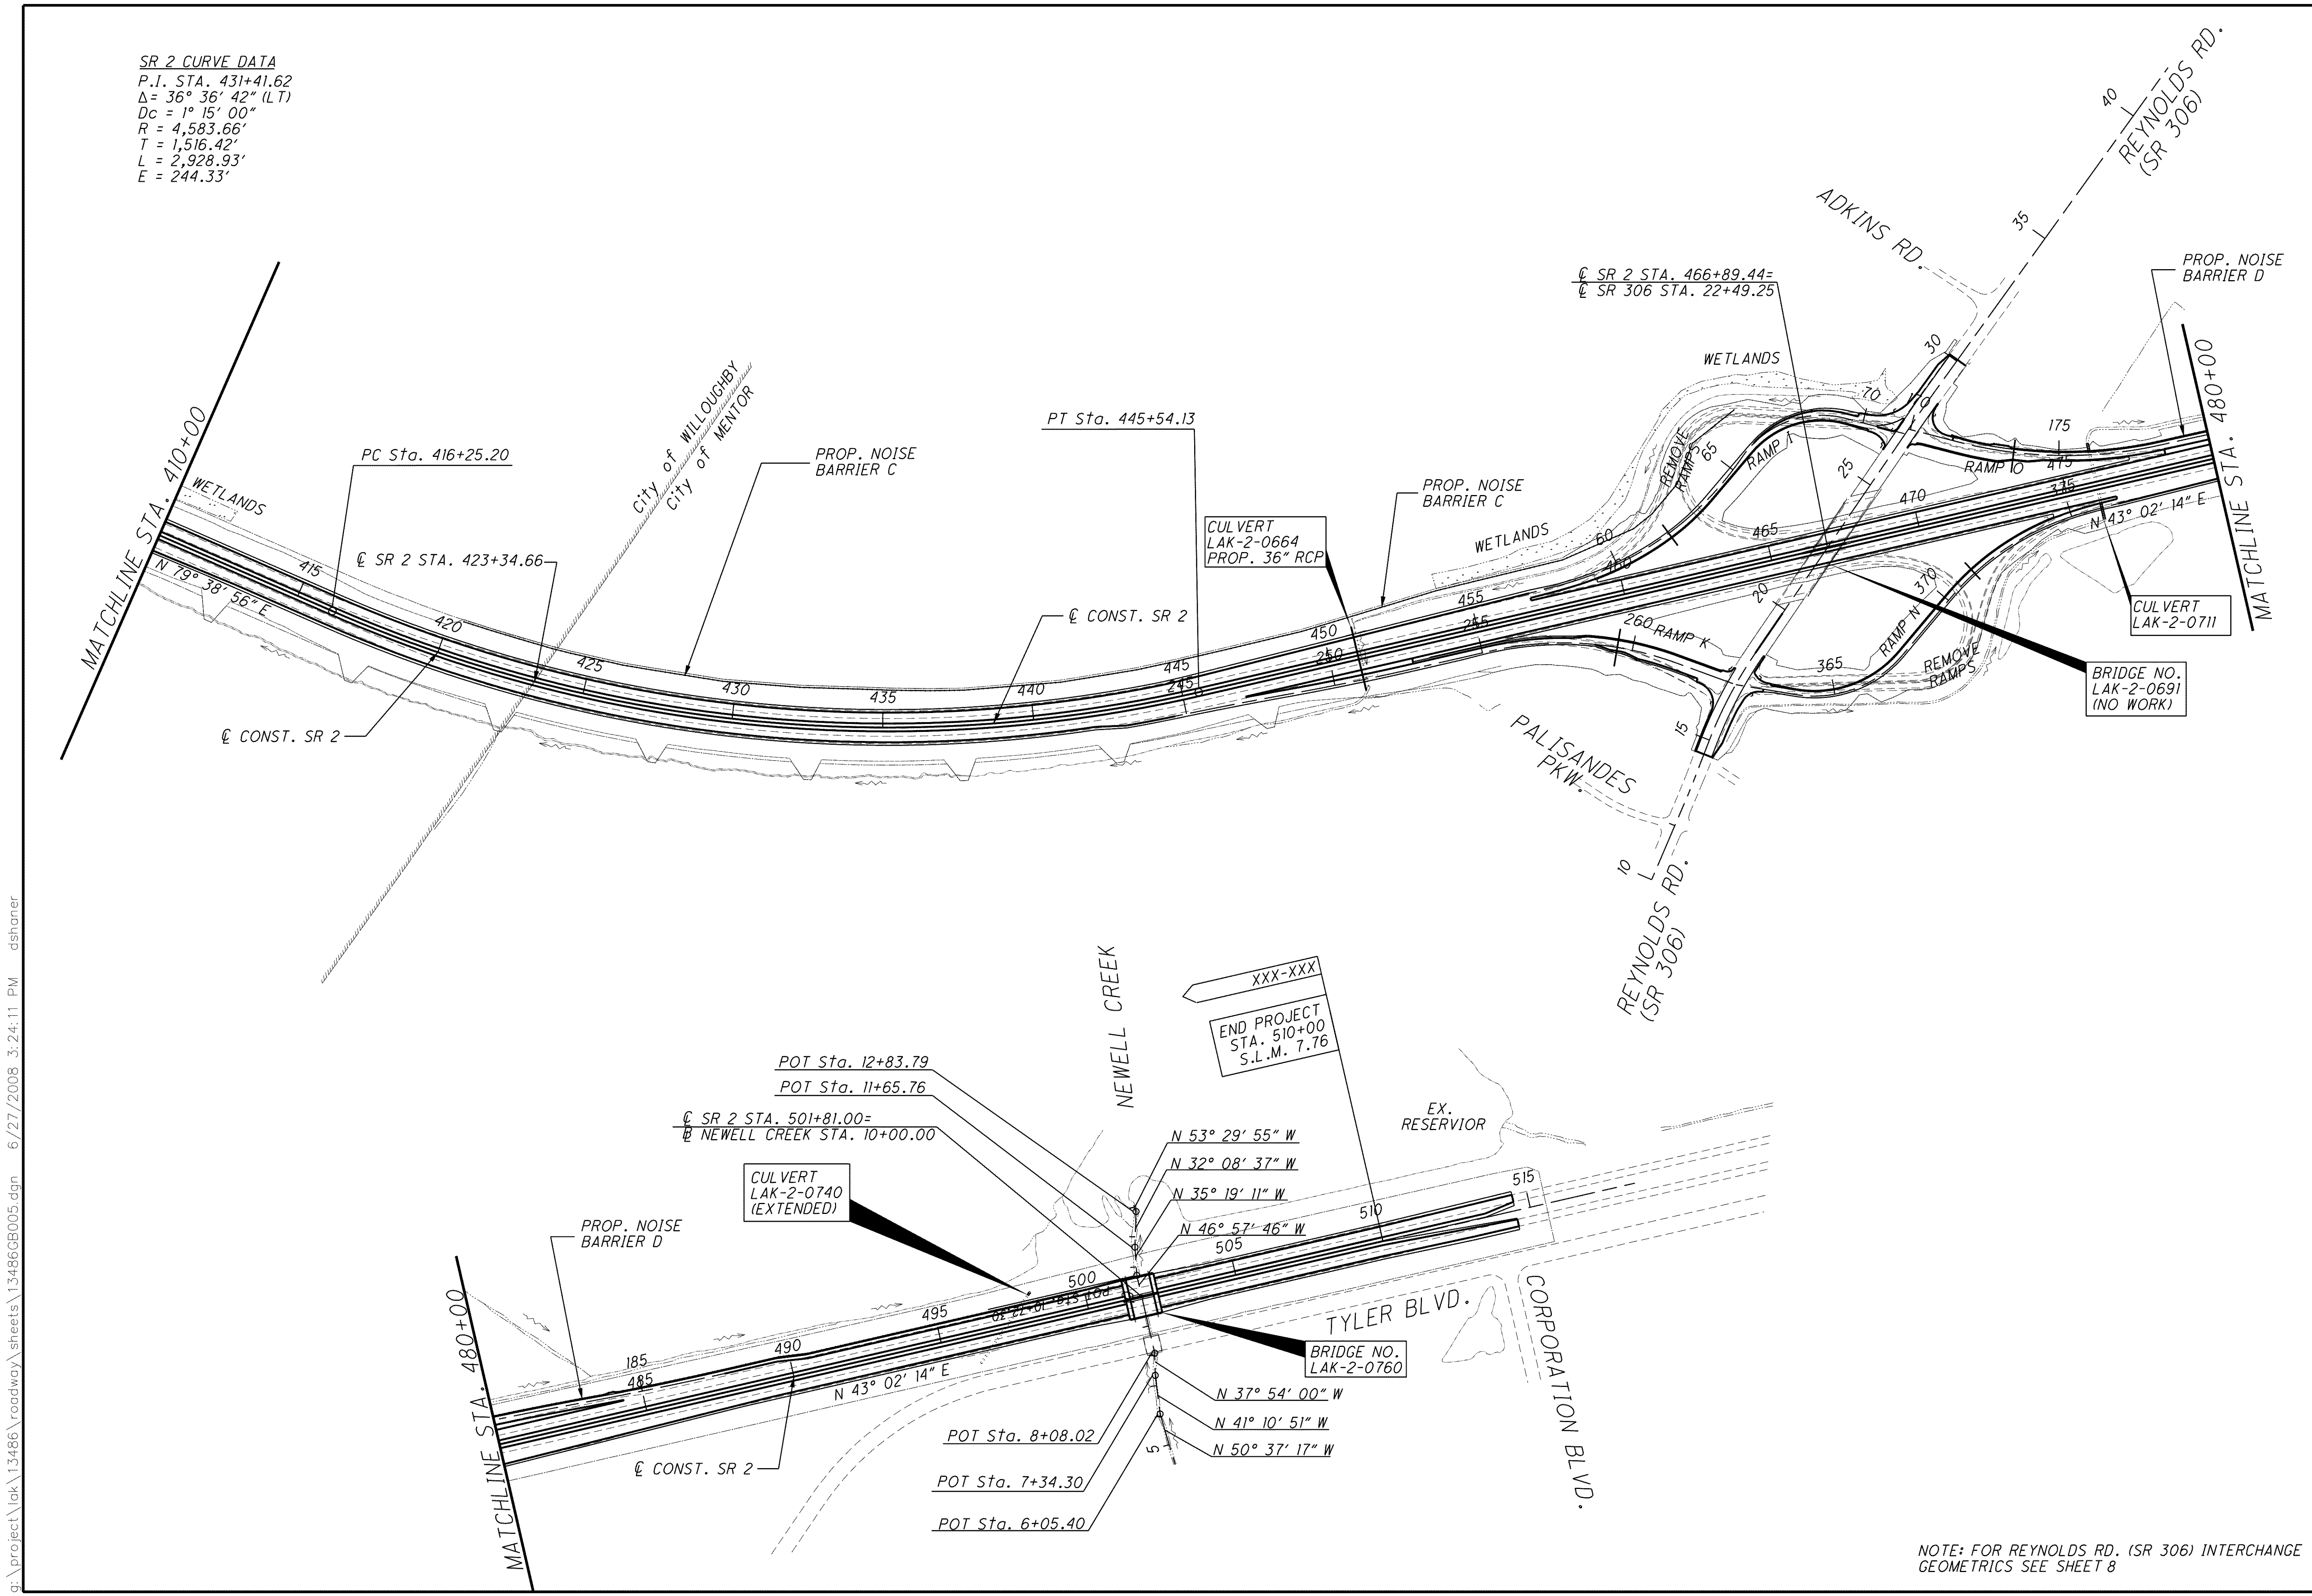 SR 2 CURVE DATA
P.I. STA. 431+41.62
Δ= 36° 36' 42" (LT)
Dc = 1° 15' 00"
R = 4,583.66'
T = 1,516.42'
L = 2,928.93'
E = 244.33'
MATCHLINE STA. 410+00
WETLANDS
N 79° 38' 56" E
PC Sta. 416+25.20
℄ SR 2 STA. 423+34.66
℄ CONST. SR 2
City of WILLOUGHBY
City of MENTOR
PROP. NOISE
BARRIER C
℄ CONST. SR 2
PT Sta. 445+54.13
CULVERT
LAK-2-0664
PROP. 36" RCP
PROP. NOISE
BARRIER C
WETLANDS
WETLANDS
℄ SR 2 STA. 466+89.44=
℄ SR 306 STA. 22+49.25
ADKINS RD.
REYNOLDS RD.
(SR 306)
PROP. NOISE
BARRIER D
MATCHLINE STA. 480+00
415
420
425
430
435
440
445
245
450
250
455
255
460
60
465
65
470
70
170
475
175
375
REMOVE
RAMPS
RAMP I
RAMP O
260
RAMP K
365
370
RAMP N
REMOVE
RAMPS
N 43° 02' 14" E
10
15
20
25
30
35
40
CULVERT
LAK-2-0711
BRIDGE NO.
LAK-2-0691
(NO WORK)
PALISANDES
PKW.
REYNOLDS RD.
(SR 306)
NEWELL CREEK
XXX-XXX
END PROJECT
STA. 510+00
S.L.M. 7.76
POT Sta. 12+83.79
POT Sta. 11+65.76
℄ SR 2 STA. 501+81.00=
℄ NEWELL CREEK STA. 10+00.00
CULVERT
LAK-2-0740
(EXTENDED)
PROP. NOISE
BARRIER D
N 53° 29' 55" W
N 32° 08' 37" W
N 35° 19' 11" W
N 46° 57' 46" W
EX.
RESERVIOR
MATCHLINE STA. 480+00
185
485
490
495
500
505
510
515
POT Sta. 10+72.30
N 43° 02' 14" E
℄ CONST. SR 2
TYLER BLVD.
CORPORATION BLVD.
BRIDGE NO.
LAK-2-0760
N 37° 54' 00" W
N 41° 10' 51" W
N 50° 37' 17" W
5
POT Sta. 8+08.02
POT Sta. 7+34.30
POT Sta. 6+05.40
NOTE: FOR REYNOLDS RD. (SR 306) INTERCHANGE
GEOMETRICS SEE SHEET 8
g:\project\lak\13486\roadway\sheets\13486GB005.dgn 6/27/2008 3:24:11 PM dshaner